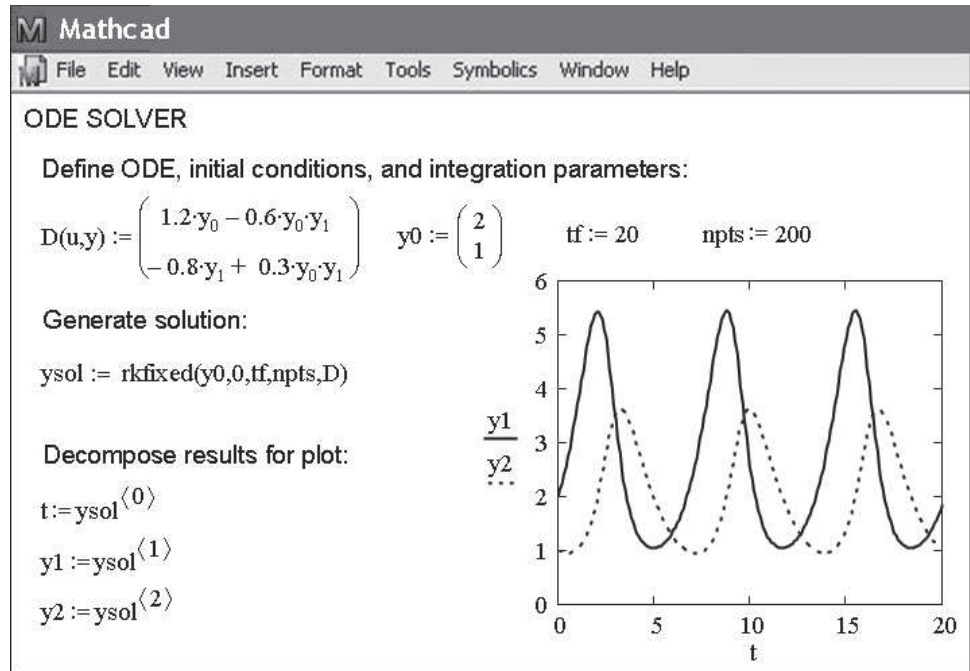 Mathcad
File Edit View Insert Format Tools Symbolics Window Help
ODE SOLVER
Define ODE, initial conditions, and integration parameters:
D(u,y) := ( 1.2·y₀ – 0.6·y₀·y₁
– 0.8·y₁ + 0.3·y₀·y₁ )
y0 := ( 2
1 )
tf := 20
npts := 200
Generate solution:
ysol := rkfixed(y0,0,tf,npts,D)
Decompose results for plot:
t := ysol⟨0⟩
y1 := ysol⟨1⟩
y2 := ysol⟨2⟩
y1
y2
6
5
4
3
2
1
0
0 5 10 15 20
t